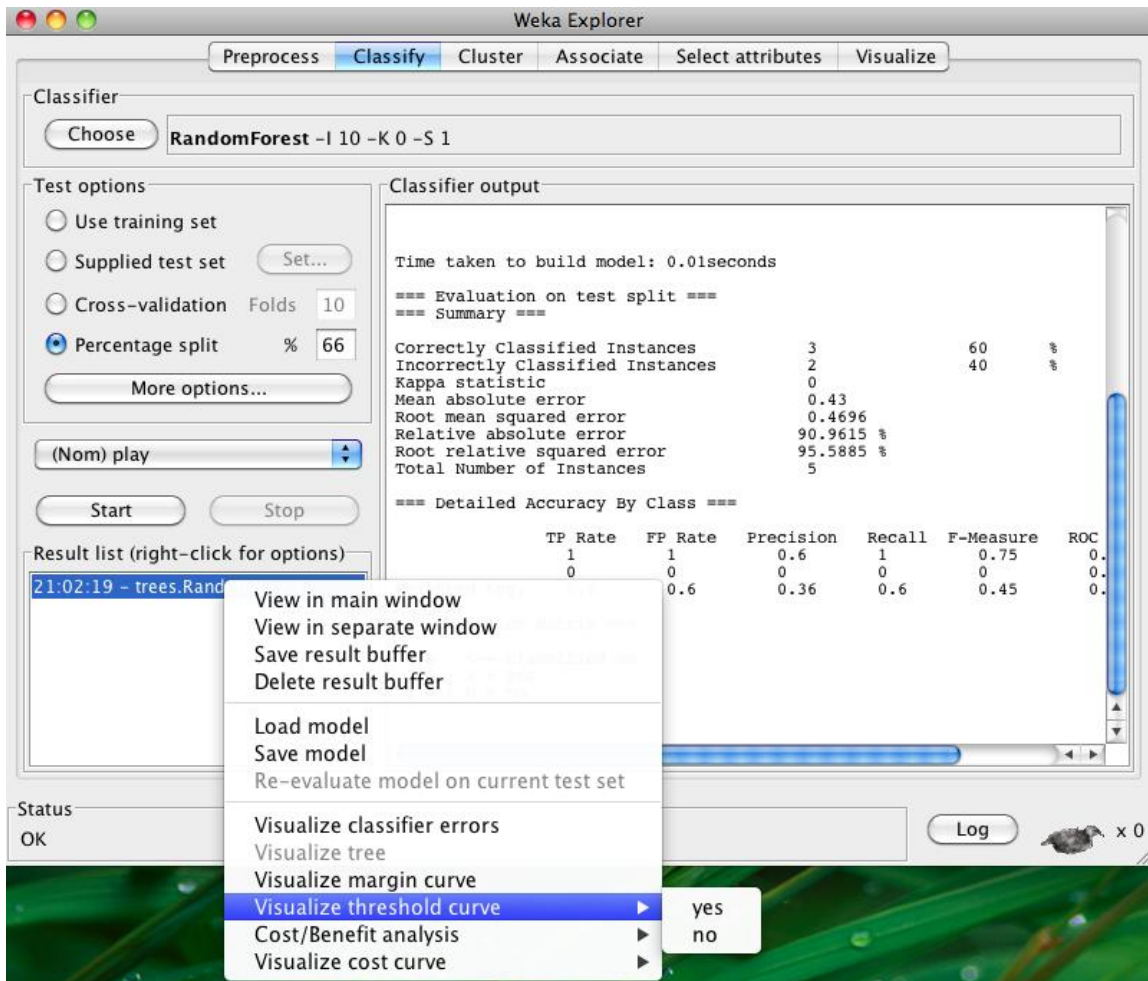 Weka Explorer
Preprocess Classify Cluster Associate Select attributes Visualize
Classifier
Choose RandomForest -I 10 -K 0 -S 1
Test options
Use training set
Supplied test set Set...
Cross-validation Folds 10
Percentage split % 66
More options...
(Nom) play
Start Stop
Result list (right-click for options)
21:02:19 - trees.Rand
Classifier output
Time taken to build model: 0.01seconds
=== Evaluation on test split ===
=== Summary ===
Correctly Classified Instances 3 60 %
Incorrectly Classified Instances 2 40 %
Kappa statistic 0
Mean absolute error 0.43
Root mean squared error 0.4696
Relative absolute error 90.9615 %
Root relative squared error 95.5885 %
Total Number of Instances 5
=== Detailed Accuracy By Class ===
TP Rate FP Rate Precision Recall F-Measure ROC
1 1 0.6 1 0.75 0.
0 0 0 0 0 0.
0.6 0.36 0.6 0.45 0.
View in main window
View in separate window
Save result buffer
Delete result buffer
Load model
Save model
Re-evaluate model on current test set
Visualize classifier errors
Visualize tree
Visualize margin curve
Visualize threshold curve
Cost/Benefit analysis
Visualize cost curve
yes
no
Status
OK
Log
x 0